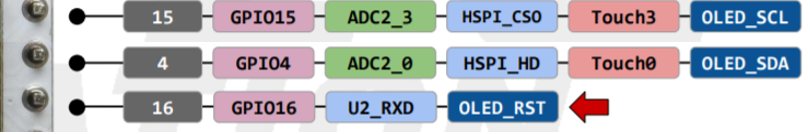 15 GPIO15 ADC2_3 HSPI_CSO Touch3 OLED_SCL
4 GPIO4 ADC2_0 HSPI_HD Touch0 OLED_SDA
16 GPIO16 U2_RXD OLED_RST